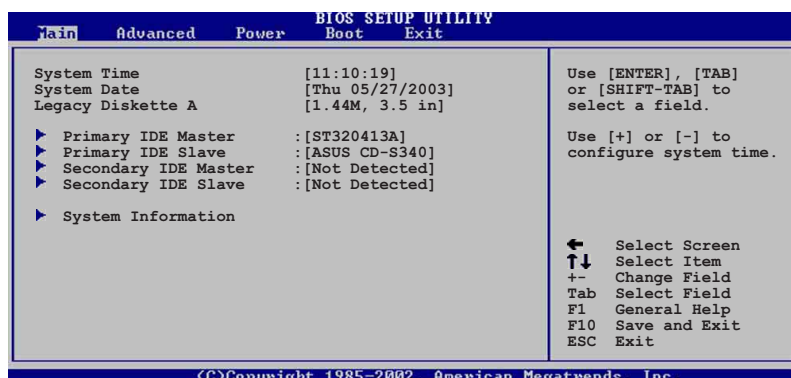 BIOS SETUP UTILITY
Main Advanced Power Boot Exit
System Time [11:10:19]
System Date [Thu 05/27/2003]
Legacy Diskette A [1.44M, 3.5 in]
Primary IDE Master :[ST320413A]
Primary IDE Slave :[ASUS CD-S340]
Secondary IDE Master :[Not Detected]
Secondary IDE Slave :[Not Detected]
System Information
Use [ENTER], [TAB]
or [SHIFT-TAB] to
select a field.
Use [+] or [-] to
configure system time.
Select Screen
↑↓ Select Item
+- Change Field
Tab Select Field
F1 General Help
F10 Save and Exit
ESC Exit
(C)Copyright 1985-2002, American Megatrends, Inc.